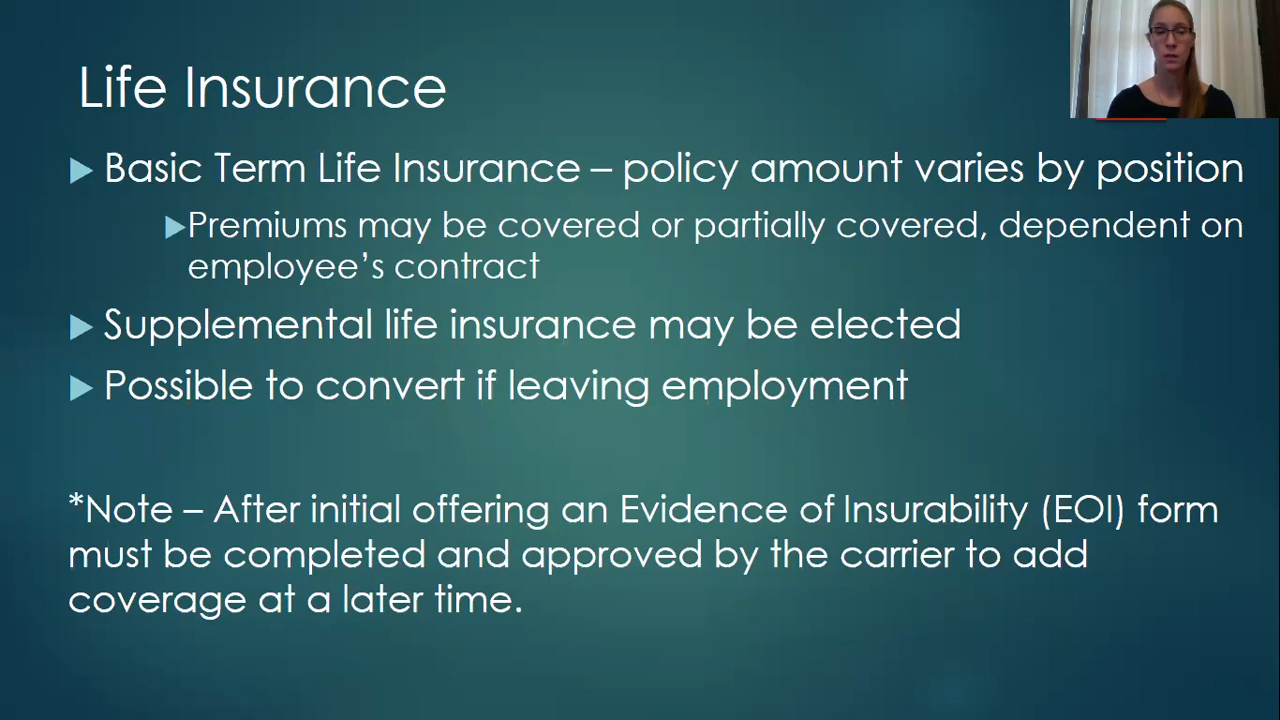 Life Insurance
Basic Term Life Insurance – policy amount varies by position
Premiums may be covered or partially covered, dependent on
employee’s contract
Supplemental life insurance may be elected
Possible to convert if leaving employment
*Note – After initial offering an Evidence of Insurability (EOI) form
must be completed and approved by the carrier to add
coverage at a later time.